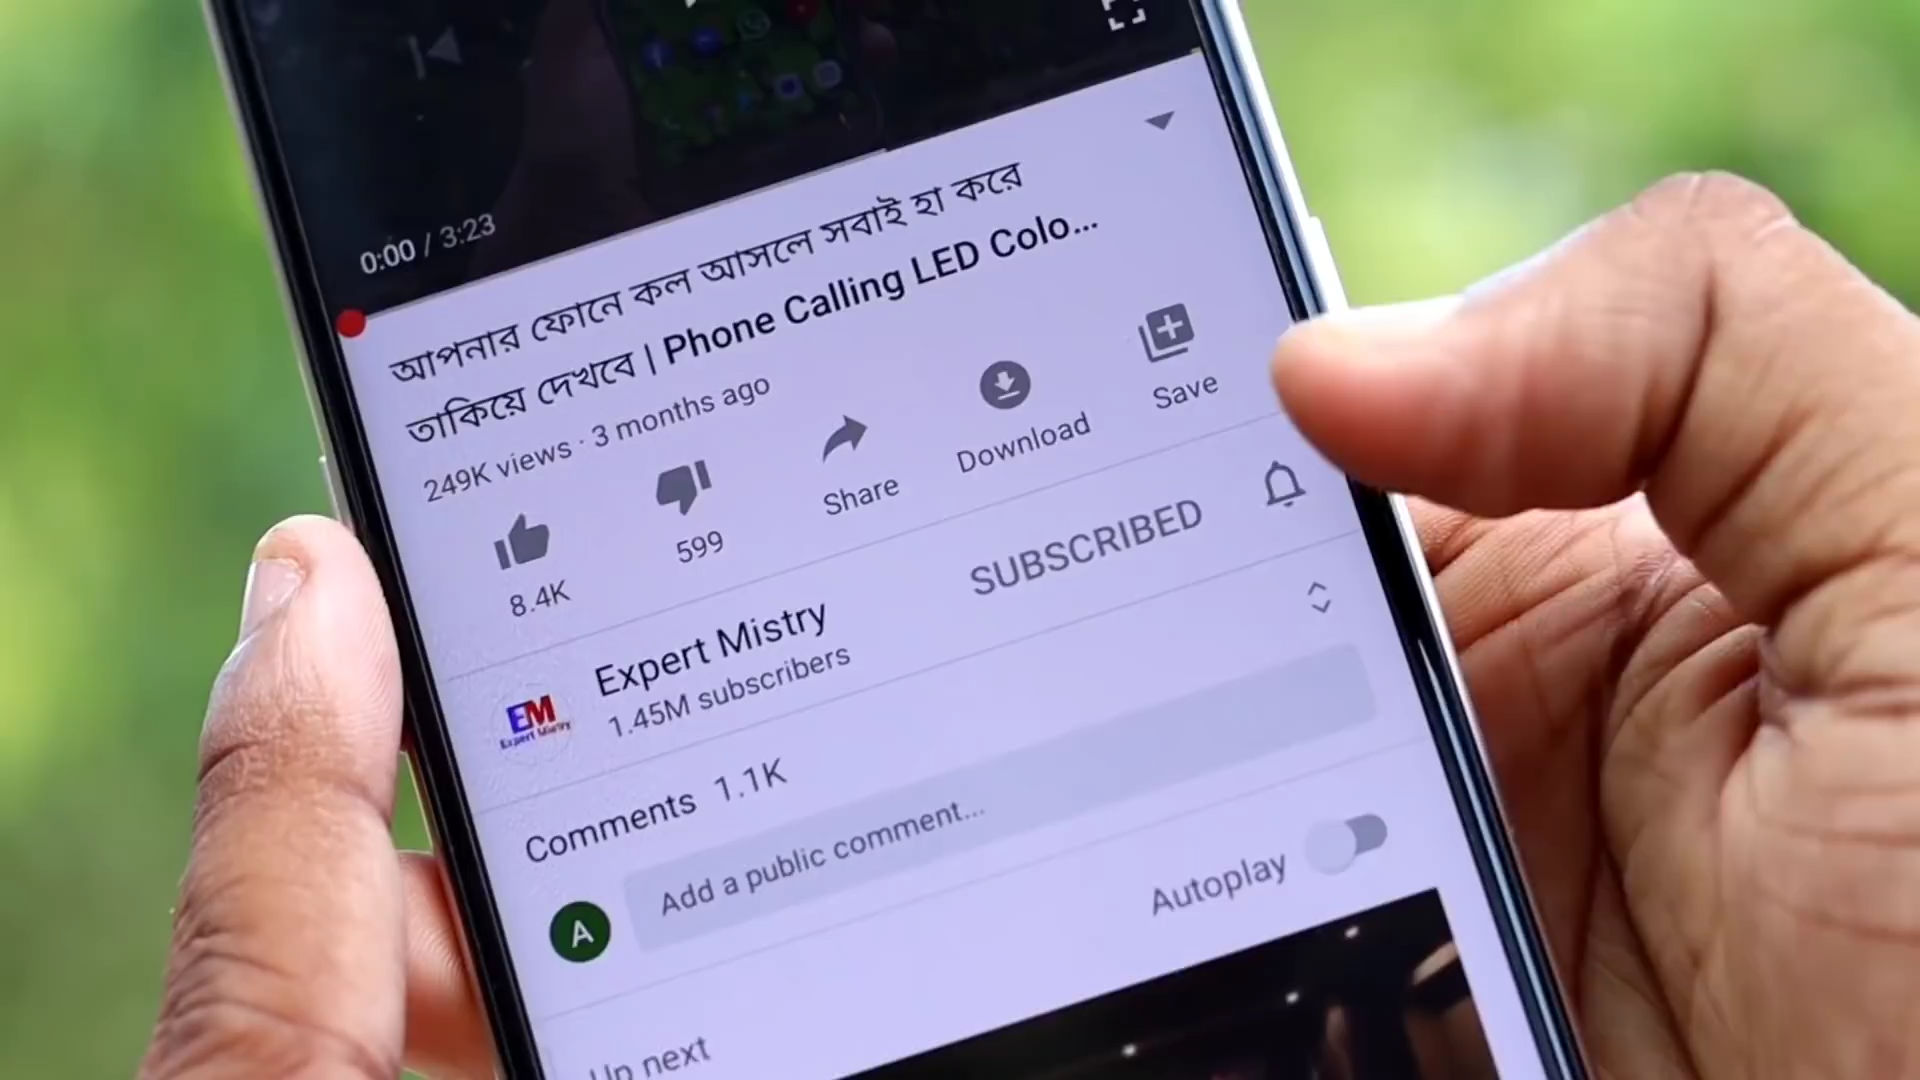 0:00 / 3:23
আপনার ফোনে কল আসলে সবাই হা করে
তাকিয়ে দেখবে | Phone Calling LED Colo...
249K views · 3 months ago
8.4K
599
Share
Download
Save
Expert Mistry
1.45M subscribers
SUBSCRIBED
EM
Expert Mistry
Comments 1.1K
A
Add a public comment...
Autoplay
Up next